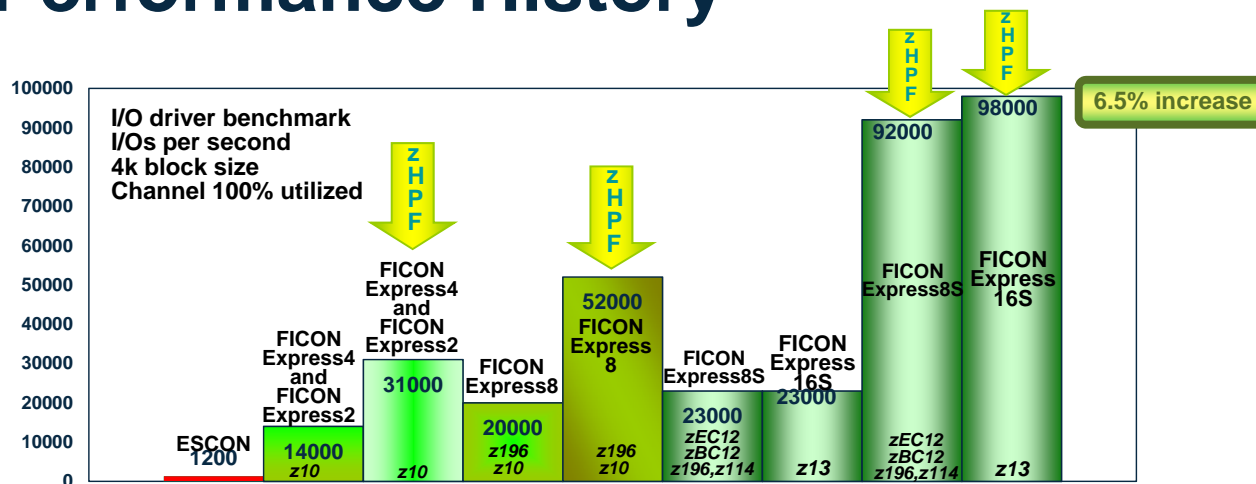 Performance History
100000
90000
80000
70000
60000
50000
40000
30000
20000
10000
0
I/O driver benchmark
I/Os per second
4k block size
Channel 100% utilized
ESCON
1200
FICON
Express4
and
FICON
Express2
14000
z10
z
H
P
F
FICON
Express4
and
FICON
Express2
31000
z10
FICON
Express8
20000
z196
z10
z
H
P
F
52000
FICON
Express
8
z196
z10
FICON
Express8S
23000
zEC12
zBC12
z196,z114
FICON
Express
16S
23000
z13
z
H
P
F
92000
FICON
Express8S
zEC12
zBC12
z196,z114
z
H
P
F
98000
FICON
Express
16S
z13
6.5% increase